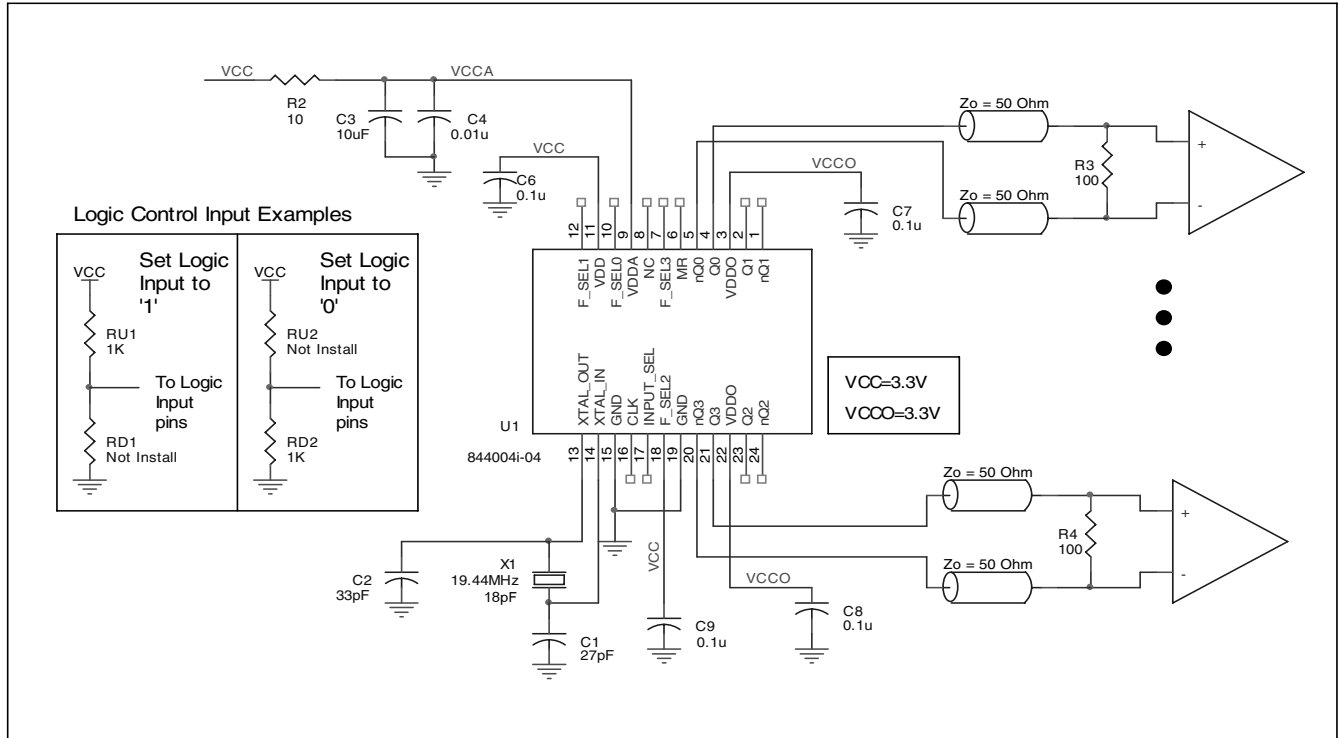 VCC
R2
10
VCCA
C3
10uF
C4
0.01u
VCC
C6
0.1u
VCCO
C7
0.1u
Zo = 50 Ohm
Zo = 50 Ohm
R3
100
+
-
Logic Control Input Examples
Set Logic
Input to
'1'
VCC
RU1
1K
To Logic
Input
pins
RD1
Not Install
Set Logic
Input to
'0'
VCC
RU2
Not Install
To Logic
Input
pins
RD2
1K
12
11
10
9
8
7
6
5
4
3
2
1
F_SEL1
VDD
F_SEL0
VDDA
NC
F_SEL3
MR
nQ0
Q0
VDDO
Q1
nQ1
XTAL_OUT
XTAL_IN
GND
CLK
INPUT_SEL
F_SEL2
GND
nQ3
Q3
VDDO
Q2
nQ2
U1
844004i-04
13
14
15
16
17
18
19
20
21
22
23
24
VCC=3.3V
VCCO=3.3V
C2
33pF
X1
19.44MHz
18pF
C1
27pF
VCC
C9
0.1u
VCCO
C8
0.1u
Zo = 50 Ohm
Zo = 50 Ohm
R4
100
+
-